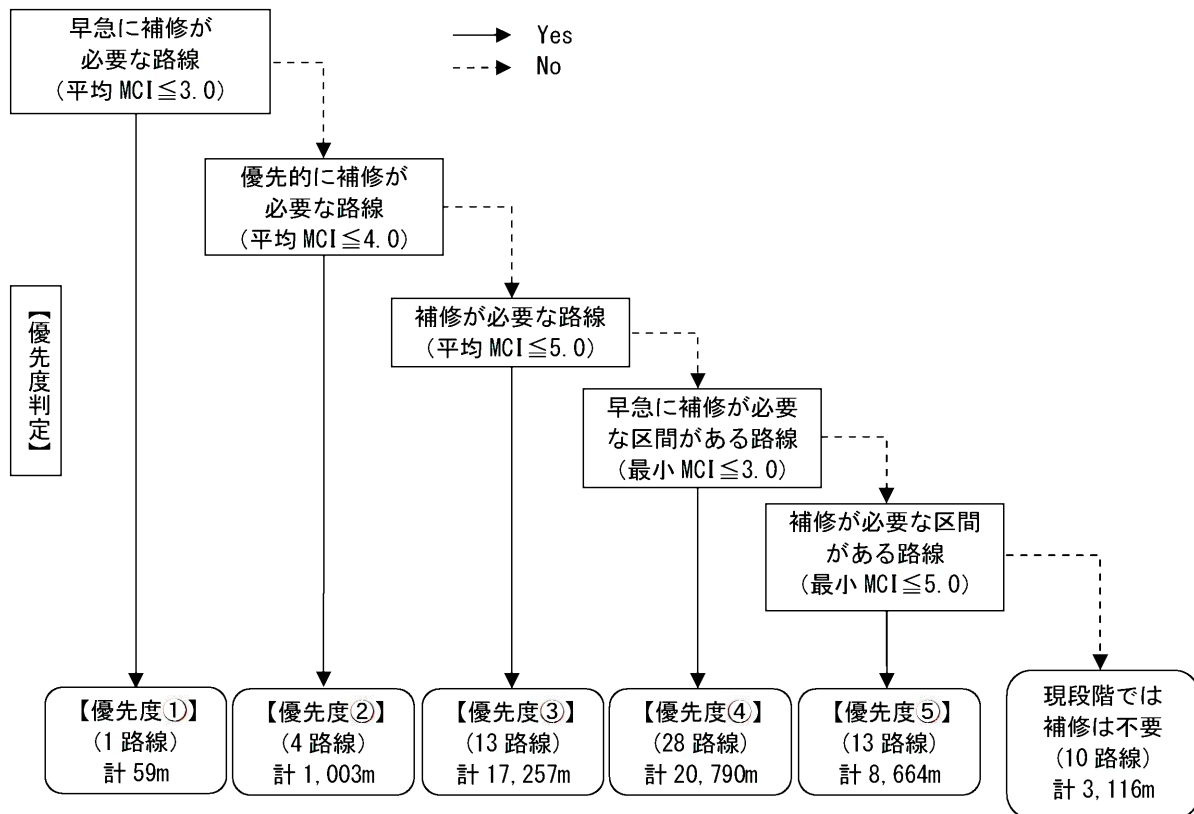 早急に補修が
必要な路線
(平均 MCI≦3.0)
Yes
No
優先的に補修が
必要な路線
(平均 MCI≦4.0)
【優先度判定】
補修が必要な路線
(平均 MCI≦5.0)
早急に補修が必要
な区間がある路線
(最小 MCI≦3.0)
補修が必要な区間
がある路線
(最小 MCI≦5.0)
【優先度①】
(1 路線)
計 59m
【優先度②】
(4 路線)
計 1,003m
【優先度③】
(13 路線)
計 17,257m
【優先度④】
(28 路線)
計 20,790m
【優先度⑤】
(13 路線)
計 8,664m
現段階では
補修は不要
(10 路線)
計 3,116m